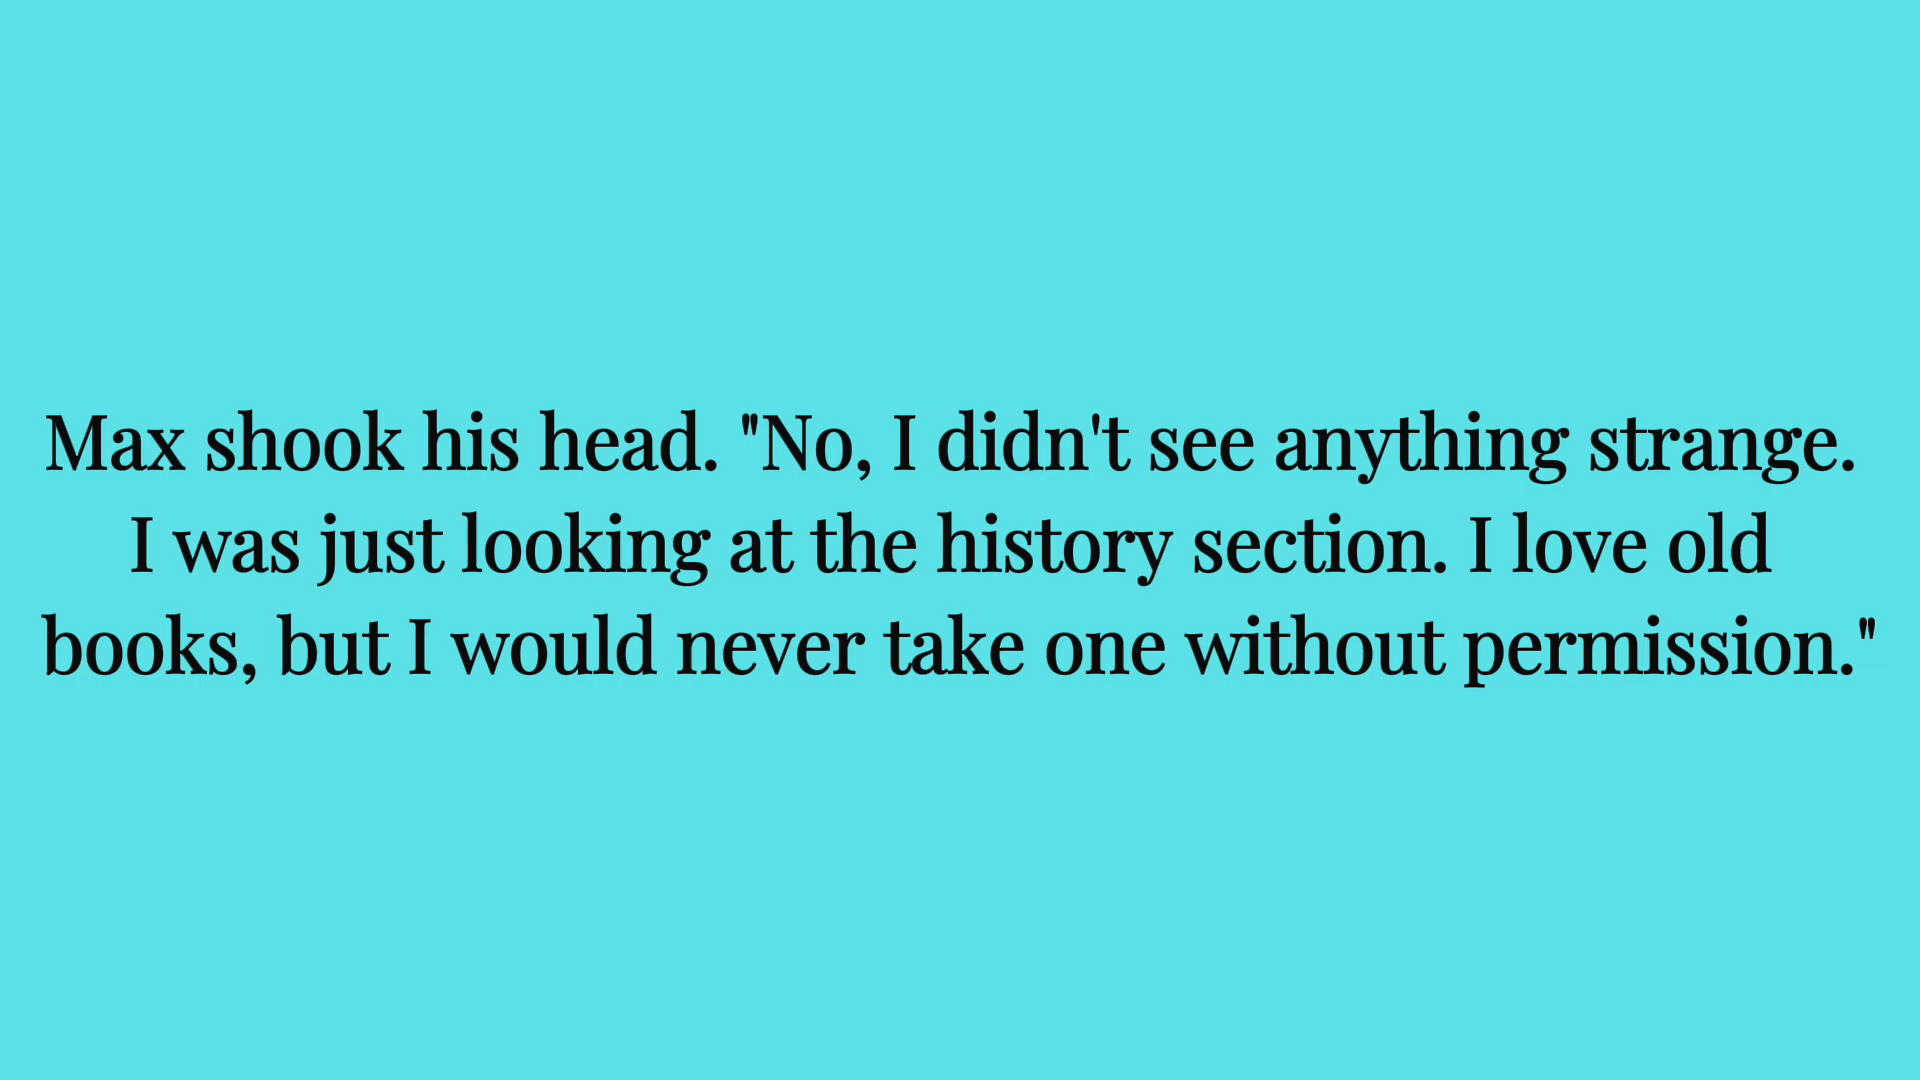 Max shook his head. "No, I didn't see anything strange.
I was just looking at the history section. I love old
books, but I would never take one without permission."